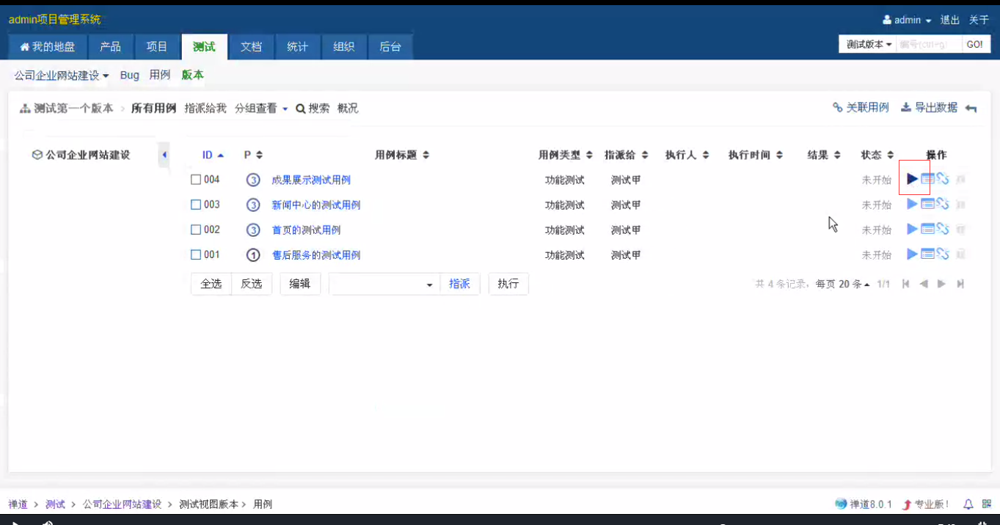 admin项目管理系统
admin 退出 关于
我的地盘 产品 项目 测试 文档 统计 组织 后台
测试版本 编号(ctrl+g) GO!
公司企业网站建设 Bug 用例 版本
测试第一个版本 所有用例 指派给我 分组查看 搜索 概况 关联用例 导出数据
公司企业网站建设
ID P 用例标题 用例类型 指派给 执行人 执行时间 结果 状态 操作
004 3 成果展示测试用例 功能测试 测试甲 未开始
003 3 新闻中心的测试用例 功能测试 测试甲 未开始
002 3 首页的测试用例 功能测试 测试甲 未开始
001 1 售后服务的测试用例 功能测试 测试甲 未开始
全选 反选 编辑 指派 执行 共 4 条记录，每页 20 条 1/1
禅道 > 测试 > 公司企业网站建设 > 测试视图版本 > 用例 禅道8.0.1 专业版！